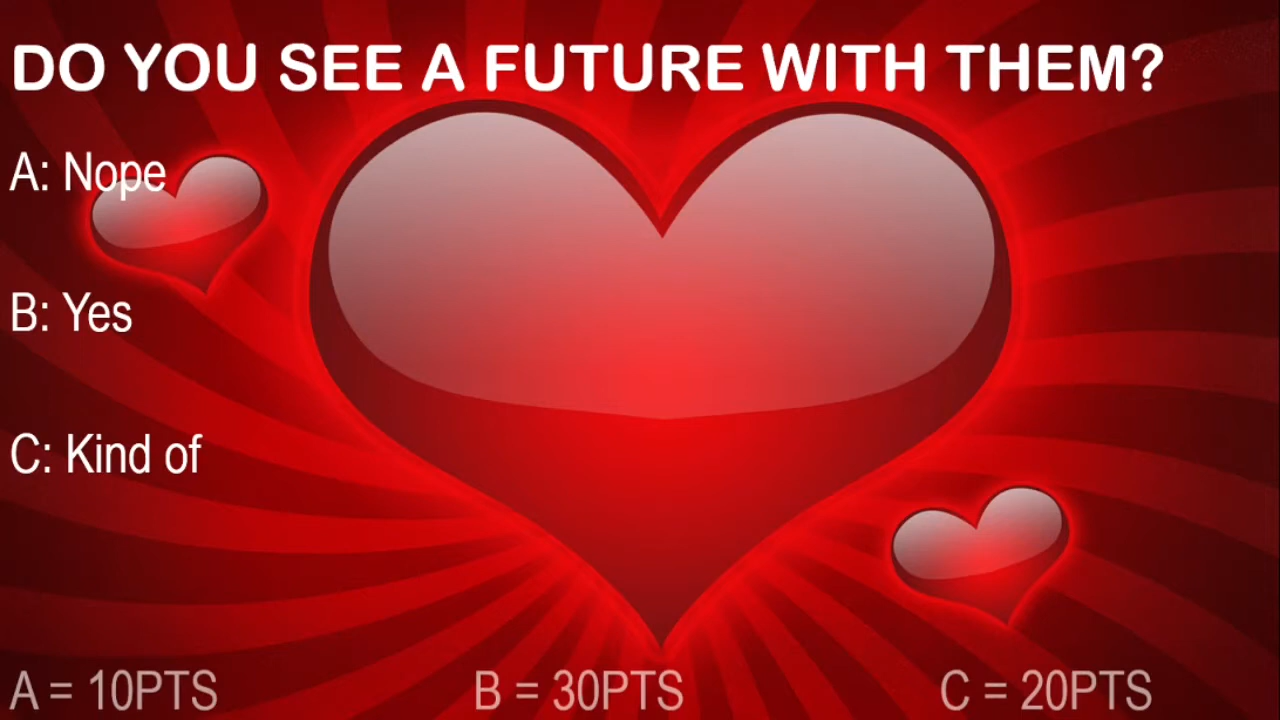 DO YOU SEE A FUTURE WITH THEM?
A: Nope
B: Yes
C: Kind of
A = 10PTS B = 30PTS C = 20PTS